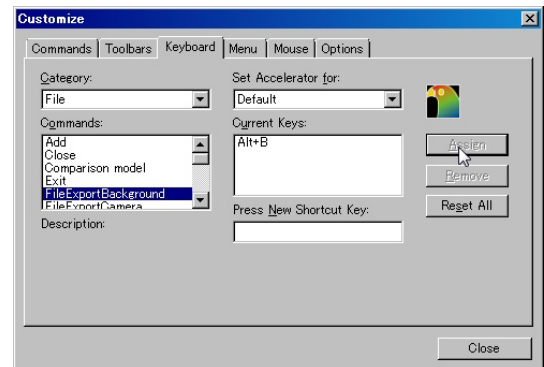 Customize
Commands Toolbars Keyboard Menu Mouse Options
Category: Set Accelerator for:
File Default
Commands: Current Keys:
Add Alt+B
Close Assign
Comparison model
Exit Remove
FileExportBackground
FileExportCamera Press New Shortcut Key: Reset All
Description:
Close